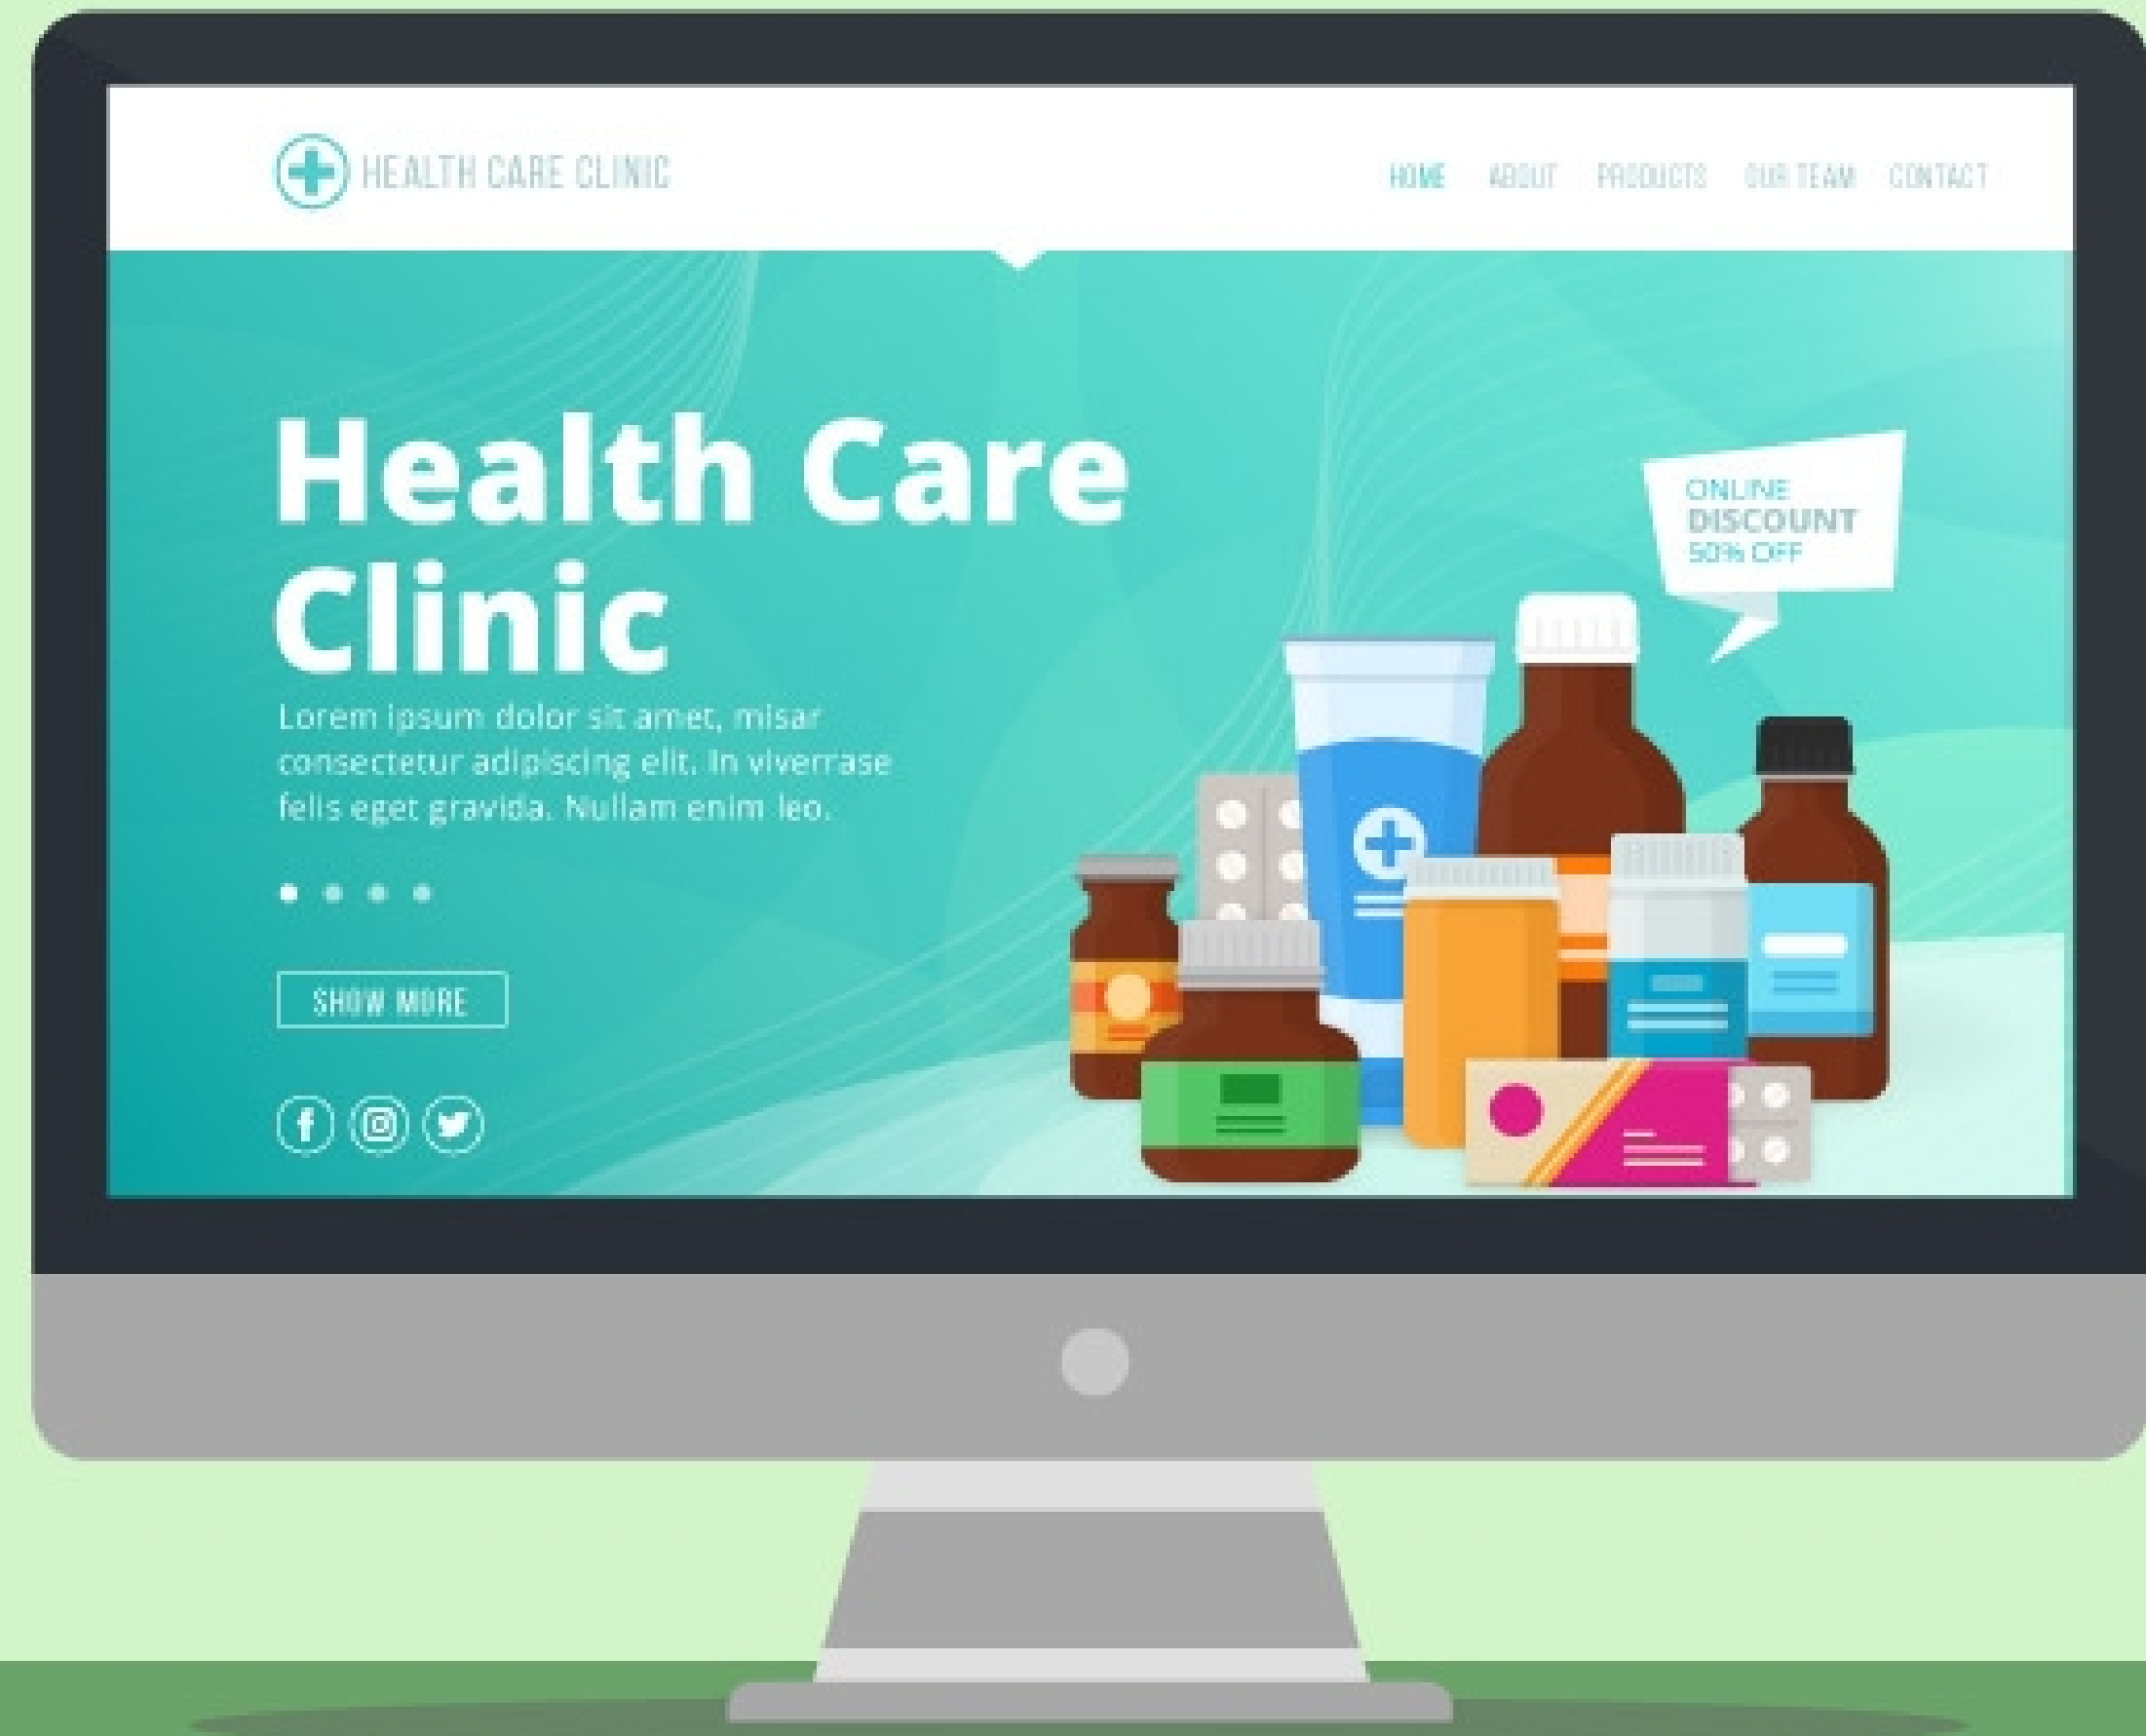 HEALTH CARE CLINIC
HOME ABOUT PRODUCTS OUR TEAM CONTACT
Health Care
Clinic
Lorem ipsum dolor sit amet, misar
consectetur adipiscing elit. In viverrase
felis eget gravida. Nullam enim leo.
SHOW MORE
ONLINE
DISCOUNT
50% OFF